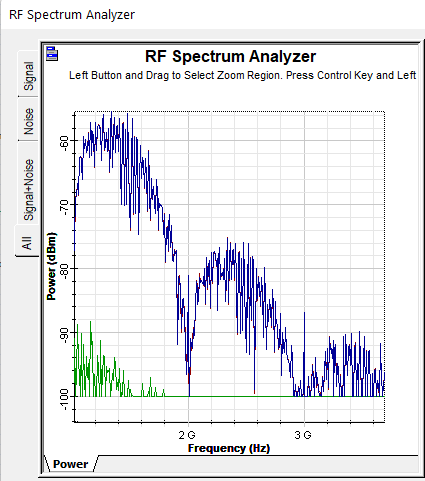 RF Spectrum Analyzer
RF Spectrum Analyzer
Left Button and Drag to Select Zoom Region. Press Control Key and Left
Signal
Noise
Signal+Noise
All
Power (dBm)
-60
-70
-80
-90
-100
2 G
3 G
Frequency (Hz)
Power